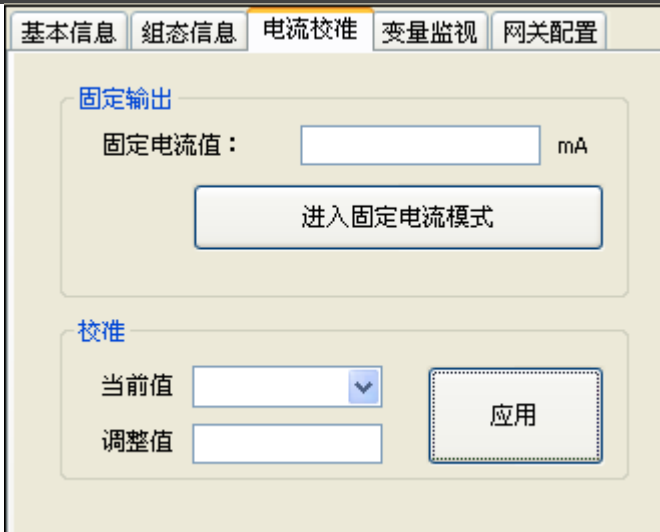 基本信息 组态信息 电流校准 变量监视 网关配置
固定输出
固定电流值： mA
进入固定电流模式
校准
当前值
应用
调整值